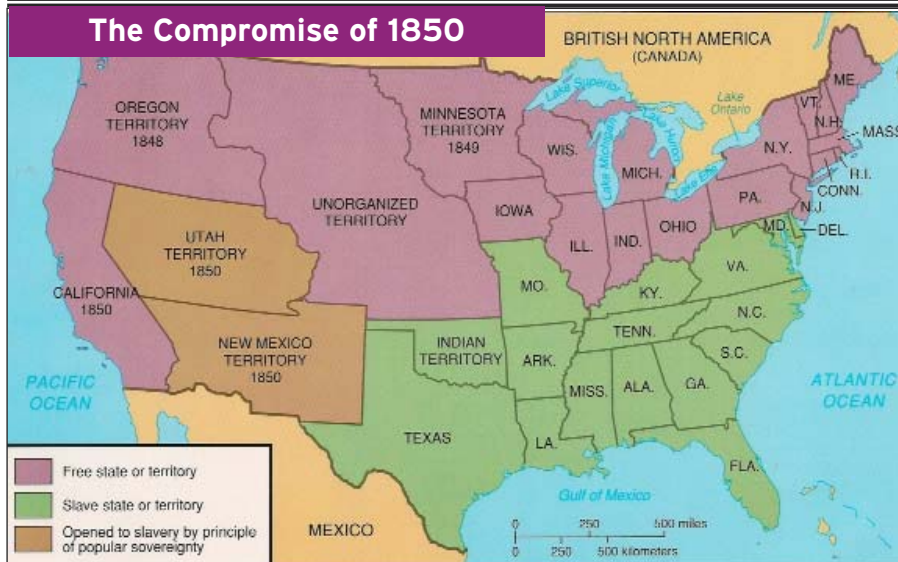 The Compromise of 1850
BRITISH NORTH AMERICA
(CANADA)
OREGON
TERRITORY
1848
MINNESOTA
TERRITORY
1849
Lake Superior
Lake Michigan
Lake Huron
Lake
Ontario
Lake Erie
ME.
VT.
N.H.
MASS
R.I.
CONN.
N.Y.
N.J.
PA.
WIS.
MICH.
UNORGANIZED
TERRITORY
IOWA
ILL.
IND.
OHIO
MD.
DEL.
UTAH
TERRITORY
1850
CALIFORNIA
1850
MO.
KY.
VA.
N.C.
NEW MEXICO
TERRITORY
1850
INDIAN
TERRITORY
ARK.
TENN.
S.C.
MISS.
ALA.
GA.
PACIFIC
OCEAN
ATLANTIC
OCEAN
TEXAS
LA.
FLA.
Gulf of Mexico
MEXICO
Free state or territory
Slave state or territory
Opened to slavery by principle
of popular sovereignty
0 250 500 miles
0 250 500 kilometers